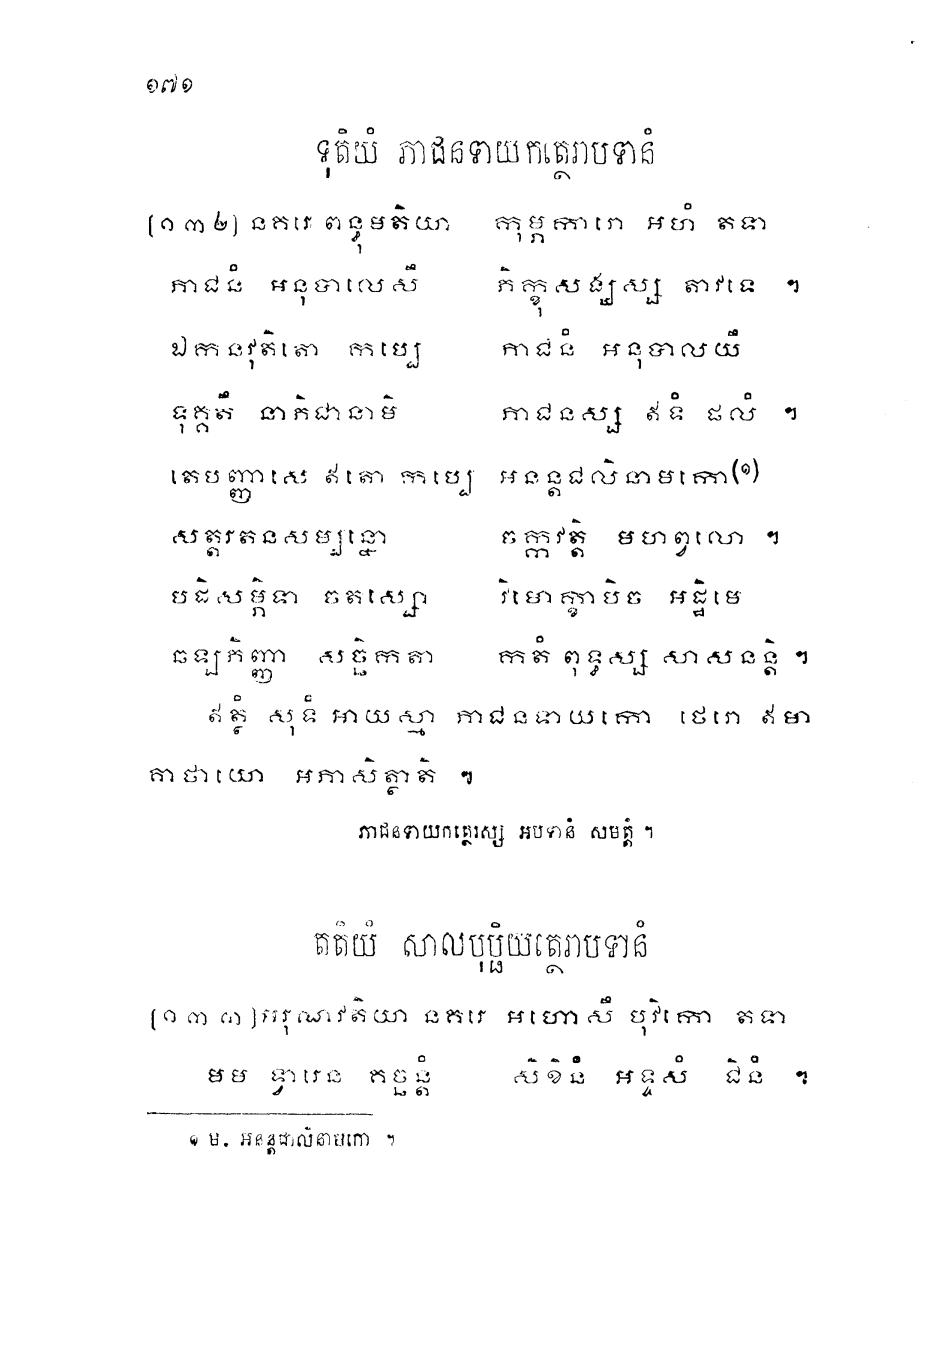 ១៧១
ទុតិយំ ភាជនទាយកត្ថេរាបទានំ
(១៣២) នគរេ ពន្ធុមតិយា កុម្ភការោ អហំ តទា
ភាជនំ អនុបាលេសឹ ភិក្ខុសង្ឃស្ស តាវទេ ។
ឯកនវុតិតោ កប្បេ ភាជនំ អនុបាលយឹ
ទុគ្គតឹ នាភិជានាមិ ភាជនស្ស ឥទំ ផលំ ។
តេបញ្ញាសេ ឥតោ កប្បេ អនន្តជលិនាមកោ(១)
សត្តរតនសម្បន្នោ ចក្កវត្តិ មហព្វលោ ។
បដិសម្ភិទា ចតស្សោ វិមោក្ខាបិច អដ្ឋិមេ
ឆឡភិញ្ញា សច្ឆិកតា កតំ ពុទ្ធស្ស សាសនន្តិ ។
ឥត្ថំ សុទំ អាយស្មា ភាជនទាយកោ ថេរោ ឥមា
គាថាយោ អភាសិត្ថាតិ ។
ភាជនទាយកត្ថេរស្ស អបទានំ សមត្តំ ។
តតិយំ សាលបុប្ផិយត្ថេរាបទានំ
(១៣៣) អរុណវតិយា នគរេ អហោសឹ បុវិកោ តទា
មម ទ្វារេន គច្ឆន្តំ សិខិនំ អទ្ទសំ ជិនំ ។
១ ម. អនន្តជាលិនាមកោ ។